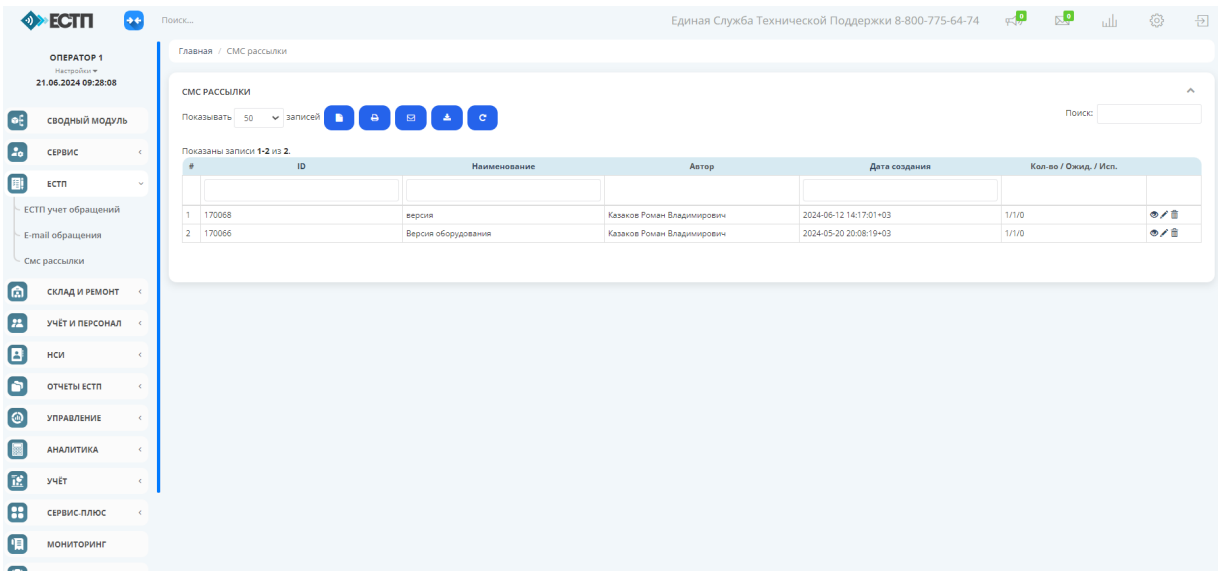 ЕСТП
Поиск...
Единая Служба Технической Поддержки 8-800-775-64-74
0
0
ОПЕРАТОР 1
Настройки
21.06.2024 09:28:08
СВОДНЫЙ МОДУЛЬ
СЕРВИС
ЕСТП
ЕСТП учет обращений
E-mail обращения
Смс рассылки
СКЛАД И РЕМОНТ
УЧЁТ И ПЕРСОНАЛ
НСИ
ОТЧЕТЫ ЕСТП
УПРАВЛЕНИЕ
АНАЛИТИКА
УЧЁТ
СЕРВИС-ПЛЮС
МОНИТОРИНГ
Главная / СМС рассылки
СМС РАССЫЛКИ
Показывать 50 записей
Поиск:
Показаны записи 1-2 из 2.
# ID Наименование Автор Дата создания Кол-во / Ожид. / Исп.
1 170068 версия Казаков Роман Владимирович 2024-06-12 14:17:01+03 1/1/0
2 170066 Версия оборудования Казаков Роман Владимирович 2024-05-20 20:08:19+03 1/1/0